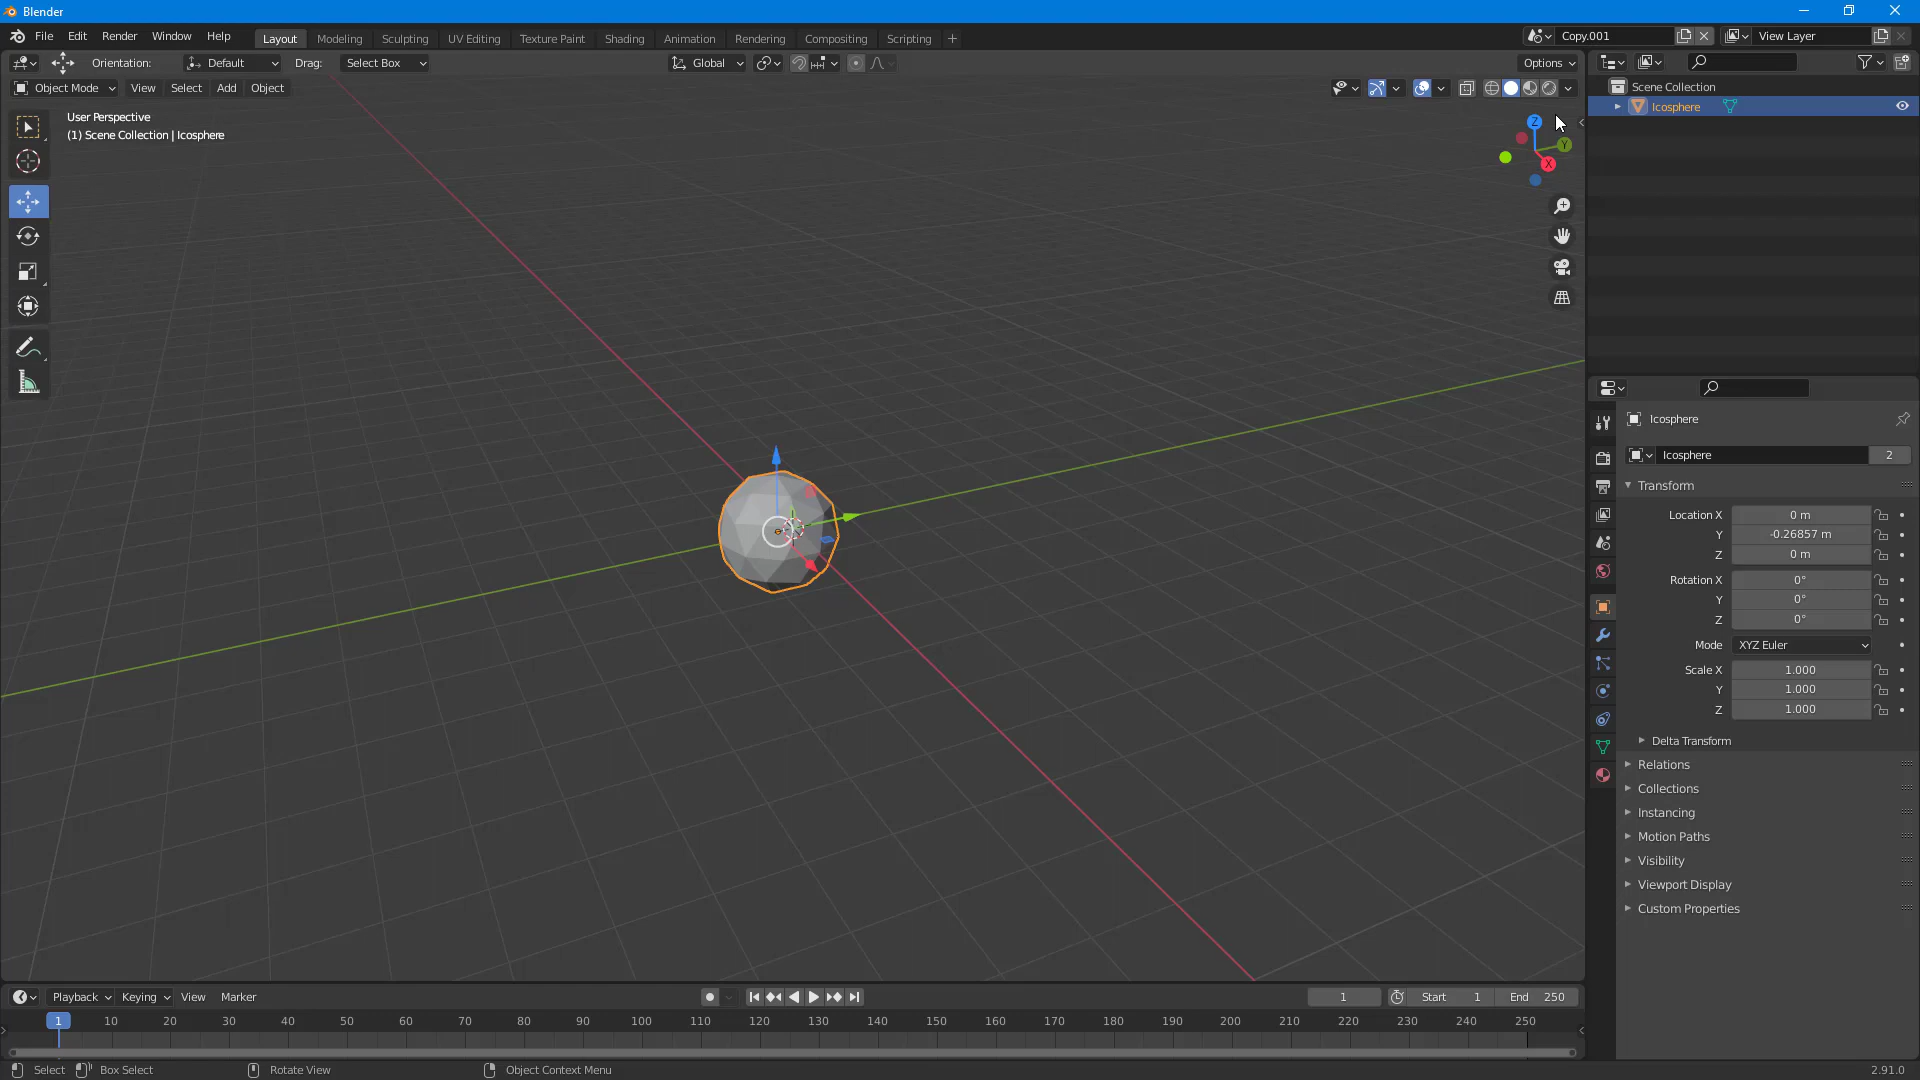 Blender
File Edit Render Window Help Layout Modeling Sculpting UV Editing Texture Paint Shading Animation Rendering Compositing Scripting + Copy.001 View Layer
Orientation: Default Drag: Select Box Global Options
Object Mode View Select Add Object
User Perspective
(1) Scene Collection | Icosphere
Z
Y
X
Scene Collection
Icosphere
Icosphere
Icosphere 2
Transform
Location X 0 m
Y -0.26857 m
Z 0 m
Rotation X 0°
Y 0°
Z 0°
Mode XYZ Euler
Scale X 1.000
Y 1.000
Z 1.000
Delta Transform
Relations
Collections
Instancing
Motion Paths
Visibility
Viewport Display
Custom Properties
Playback Keying View Marker 1 Start 1 End 250
1 10 20 30 40 50 60 70 80 90 100 110 120 130 140 150 160 170 180 190 200 210 220 230 240 250
Select Box Select Rotate View Object Context Menu 2.91.0